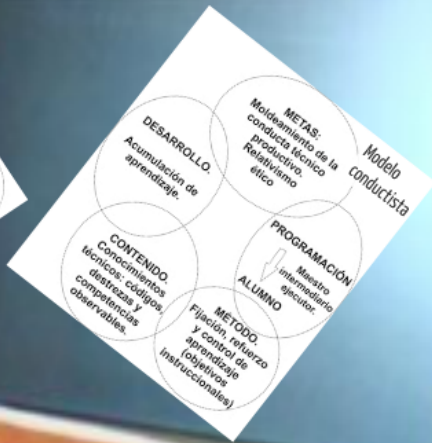 Modelo
conductista
METAS:
Moldeamiento de la
conducta técnico
productivo.
Relativismo
ético
DESARROLLO.
Acumulación de
aprendizaje.
PROGRAMACIÓN
Maestro
intermediario
ejecutor.
ALUMNO
CONTENIDO.
Conocimientos
técnicos: códigos,
destrezas y
competencias
observables.
MÉTODO.
Fijación, refuerzo
y control de
aprendizaje
(objetivos
instruccionales)